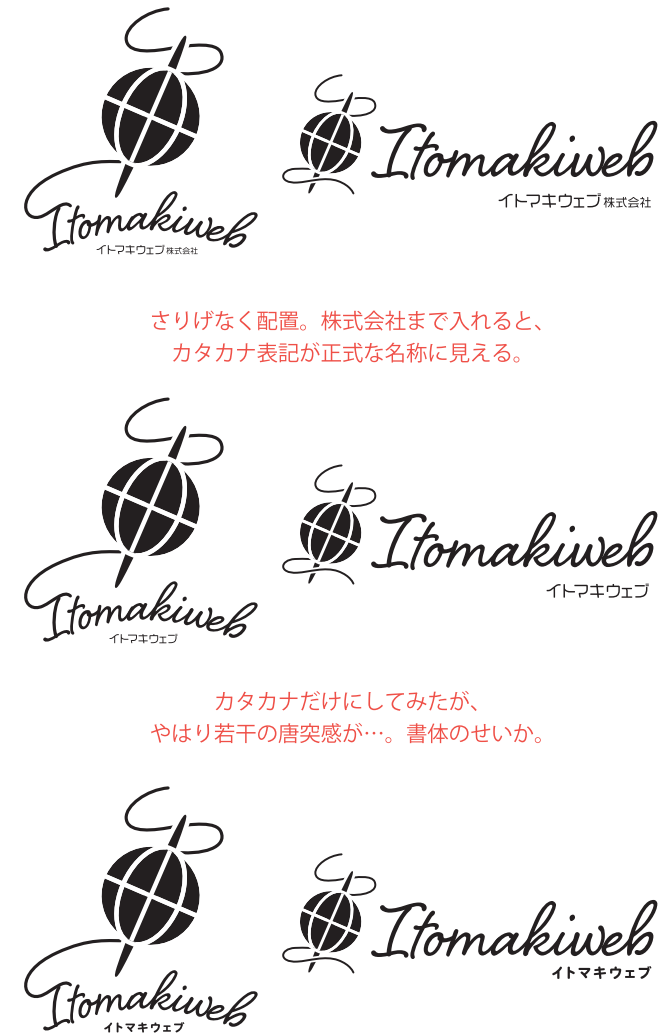 Itomakiweb
イトマキウェブ株式会社
Itomakiweb
イトマキウェブ株式会社
さりげなく配置。株式会社まで入れると、
カタカナ表記が正式な名称に見える。
Itomakiweb
イトマキウェブ
Itomakiweb
イトマキウェブ
カタカナだけにしてみたが、
やはり若干の唐突感が…。書体のせいか。
Itomakiweb
イトマキウェブ
Itomakiweb
イトマキウェブ